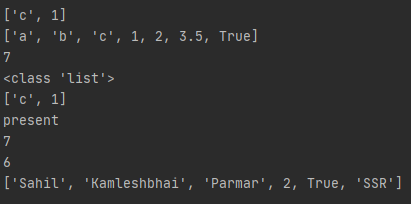 ['c', 1]
['a', 'b', 'c', 1, 2, 3.5, True]
7
<class 'list'>
['c', 1]
present
7
6
['Sahil', 'Kamleshbhai', 'Parmar', 2, True, 'SSR']